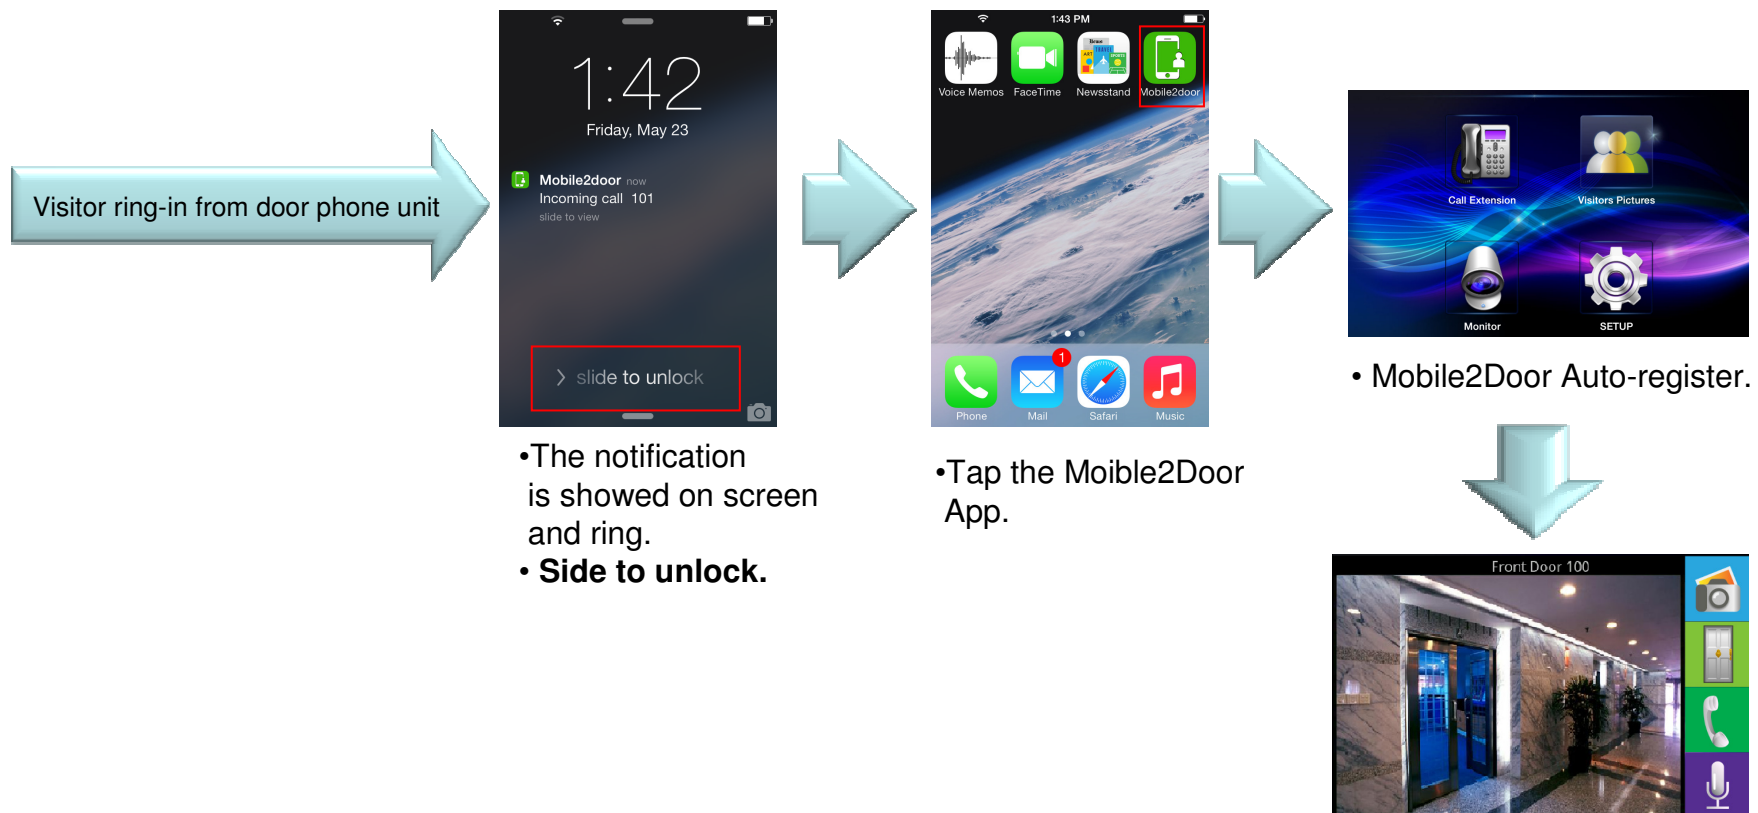 Visitor ring-in from door phone unit
1:42
Friday, May 23
Mobile2door now
Incoming call 101
slide to view
> slide to unlock
•The notification
is showed on screen
and ring.
• Side to unlock.
1:43 PM
Voice Memos FaceTime Newsstand Mobile2door
1
Phone Mail Safari Music
•Tap the Moible2Door
App.
Call Extension Visitors Pictures
Monitor SETUP
• Mobile2Door Auto-register.
Front Door 100